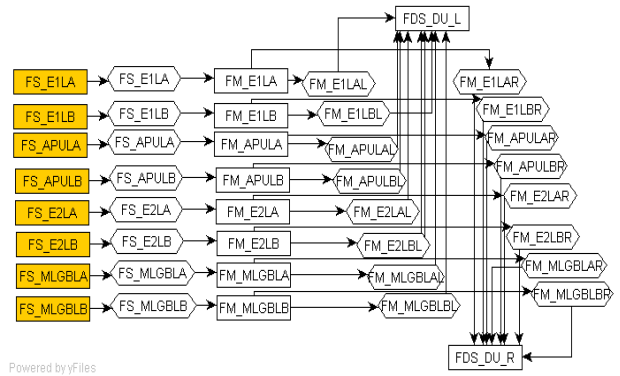 FDS_DU_L
FS_E1LA FS_E1LA FM_E1LA FM_E1LAL FM_E1LAR
FS_E1LB FS_E1LB FM_E1LB FM_E1LBL FM_E1LBR
FS_APULA FS_APULA FM_APULA FM_APULAL FM_APULAR
FS_APULB FS_APULB FM_APULB FM_APULBL FM_APULBR
FS_E2LA FS_E2LA FM_E2LA FM_E2LAL FM_E2LAR
FS_E2LB FS_E2LB FM_E2LB FM_E2LBL FM_E2LBR
FS_MLGBLA FS_MLGBLA FM_MLGBLA FM_MLGBLAL FM_MLGBLAR
FS_MLGBLB FS_MLGBLB FM_MLGBLB FM_MLGBLBL FM_MLGBLBR
FDS_DU_R
Powered by yFiles